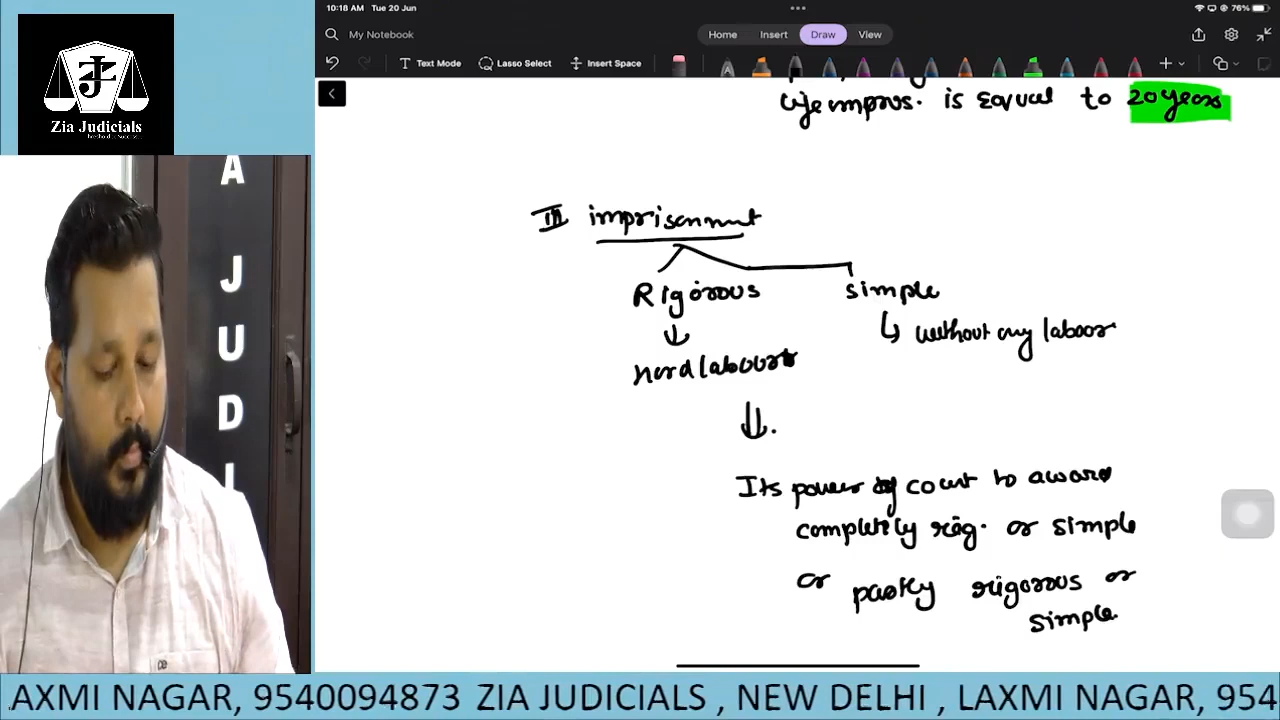 10:18 AM Tue 20 Jun
76%
My Notebook
Home Insert Draw View
Text Mode Lasso Select Insert Space
Zia Judicials
A JUDI
is equal to 20 years
III imprisonment
Rigorous simple
without any labour
Hard labour
Its power of court to award
completely rig. or simple
or partly rigorous or
simple.
AXMI NAGAR, 9540094873 ZIA JUDICIALS , NEW DELHI , LAXMI NAGAR, 954